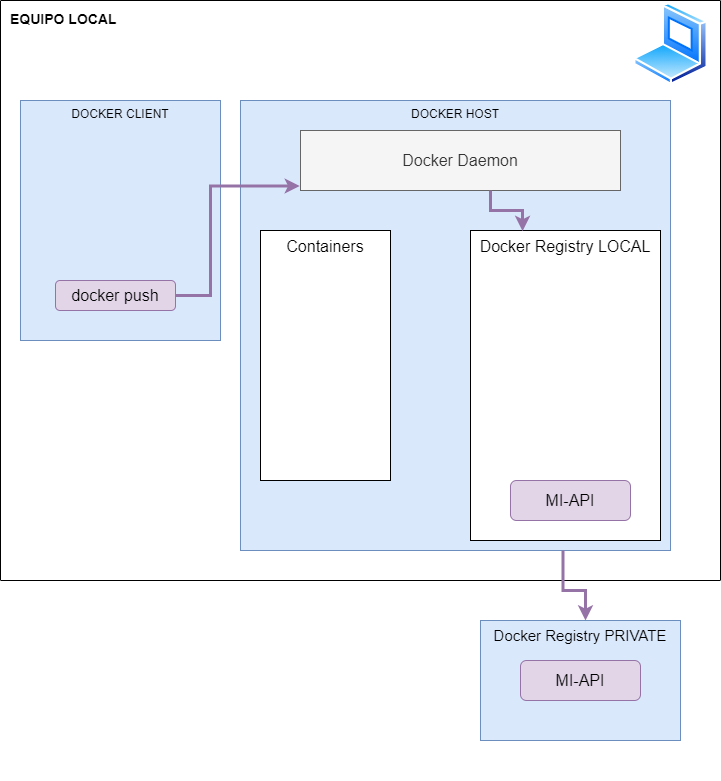 EQUIPO LOCAL
DOCKER CLIENT
docker push
DOCKER HOST
Docker Daemon
Containers
Docker Registry LOCAL
MI-API
Docker Registry PRIVATE
MI-API